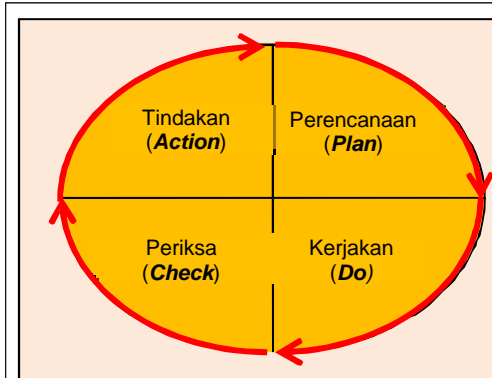 Tindakan
(Action)
Perencanaan
(Plan)
Periksa
(Check)
Kerjakan
(Do)